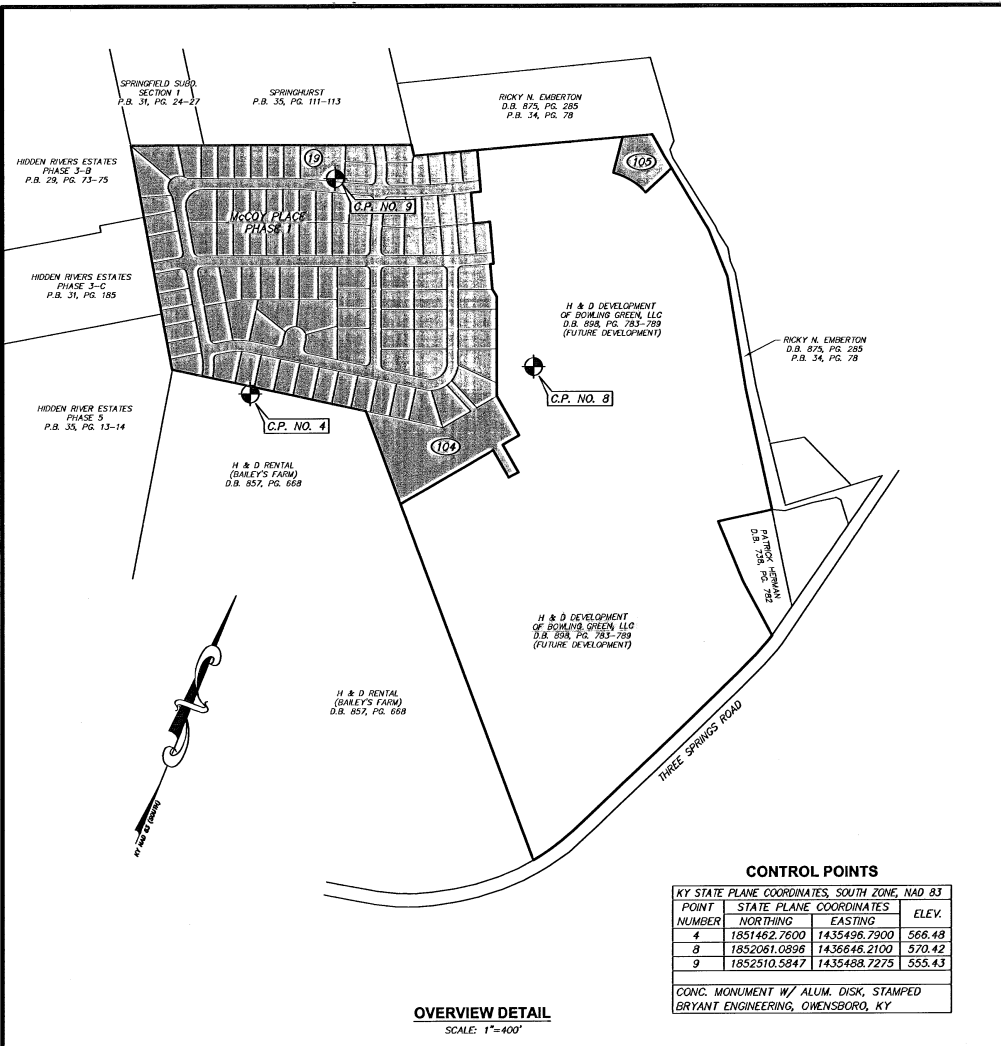 SPRINGFIELD SUBD.
SECTION 1
P.B. 31, PG. 24-27
SPRINGHURST
P.B. 35, PG. 111-113
RICKY N. EMBERTON
D.B. 875, PG. 285
P.B. 34, PG. 78
HIDDEN RIVERS ESTATES
PHASE 3-B
P.B. 29, PG. 73-75
19
105
C.P. NO. 9
McCOY PLACE
PHASE 1
HIDDEN RIVERS ESTATES
PHASE 3-C
P.B. 31, PG. 185
H & D DEVELOPMENT
OF BOWLING GREEN, LLC
D.B. 898, PG. 783-789
(FUTURE DEVELOPMENT)
RICKY N. EMBERTON
D.B. 875, PG. 285
P.B. 34, PG. 78
C.P. NO. 8
HIDDEN RIVER ESTATES
PHASE 5
P.B. 35, PG. 13-14
C.P. NO. 4
104
H & D RENTAL
(BAILEY'S FARM)
D.B. 857, PG. 668
PATRICK HERMAN
D.B. 738, PG. 782
H & D DEVELOPMENT
OF BOWLING GREEN, LLC
D.B. 898, PG. 783-789
(FUTURE DEVELOPMENT)
H & D RENTAL
(BAILEY'S FARM)
D.B. 857, PG. 668
THREE SPRINGS ROAD
KY NAD 83 (SOUTH)
CONTROL POINTS
KY STATE PLANE COORDINATES, SOUTH ZONE, NAD 83
POINT NUMBER STATE PLANE COORDINATES ELEV.
NORTHING EASTING
4 1851462.7600 1435496.7900 566.48
8 1852061.0896 1436646.2100 570.42
9 1852510.5847 1435488.7275 555.43
CONC. MONUMENT W/ ALUM. DISK, STAMPED
BRYANT ENGINEERING, OWENSBORO, KY
OVERVIEW DETAIL
SCALE: 1"=400'